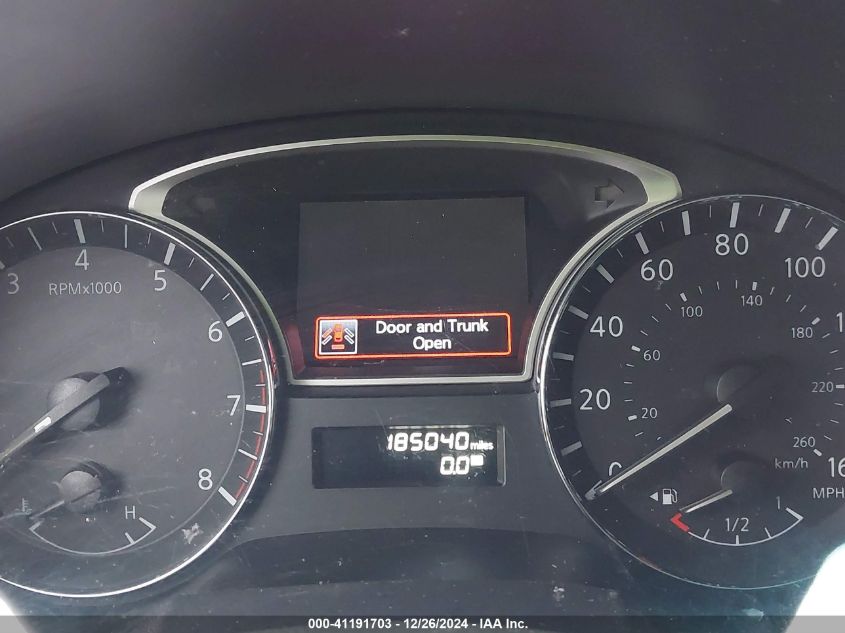 3 4 5 6 7 8
RPMx1000
H
Door and Trunk
Open
185040 miles
0.0
0 20 40 60 80 100
20 60 100 140 180 220 260
km/h
MPH
1/2 1
000-41191703 - 12/26/2024 - IAA Inc.